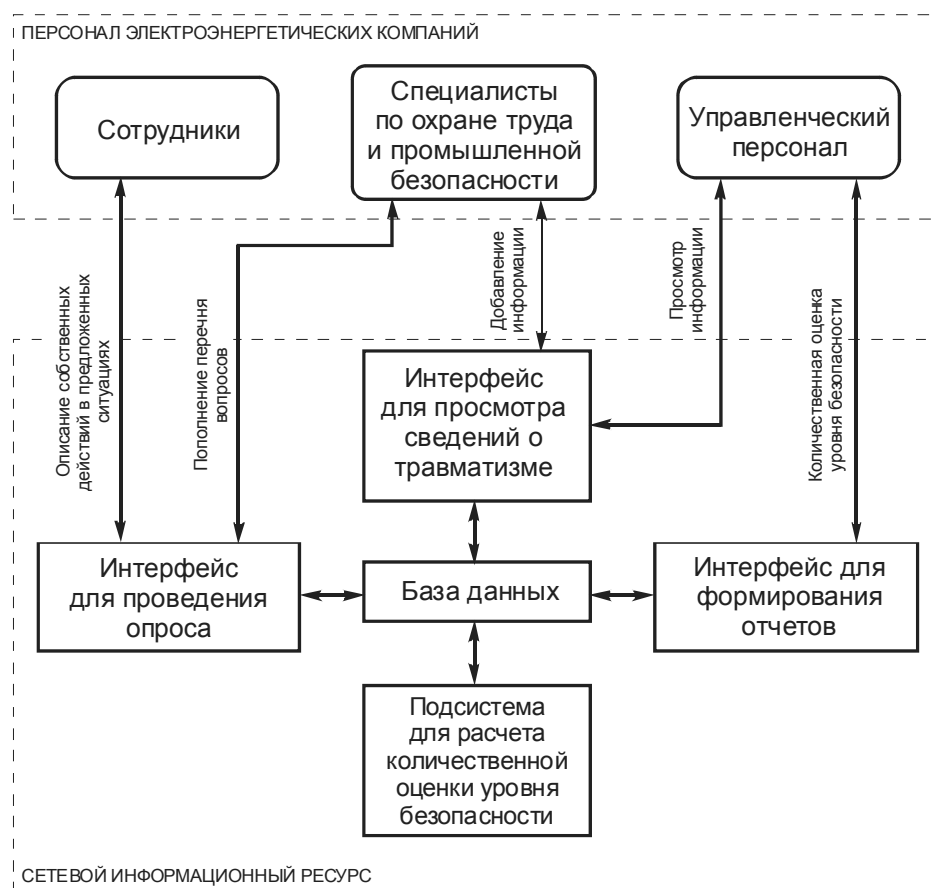 ПЕРСОНАЛ ЭЛЕКТРОЭНЕРГЕТИЧЕСКИХ КОМПАНИЙ
Сотрудники
Специалисты
по охране труда
и промышленной
безопасности
Управленческий
персонал
Описание собственных
действий в предложенных
ситуациях
Пополнение перечня
вопросов
Добавление
информации
Просмотр
информации
Количественная оценка
уровня безопасности
Интерфейс
для просмотра
сведений о
травматизме
Интерфейс
для проведения
опроса
База данных
Интерфейс для
формирования
отчетов
Подсистема
для расчета
количественной
оценки уровня
безопасности
СЕТЕВОЙ ИНФОРМАЦИОННЫЙ РЕСУРС